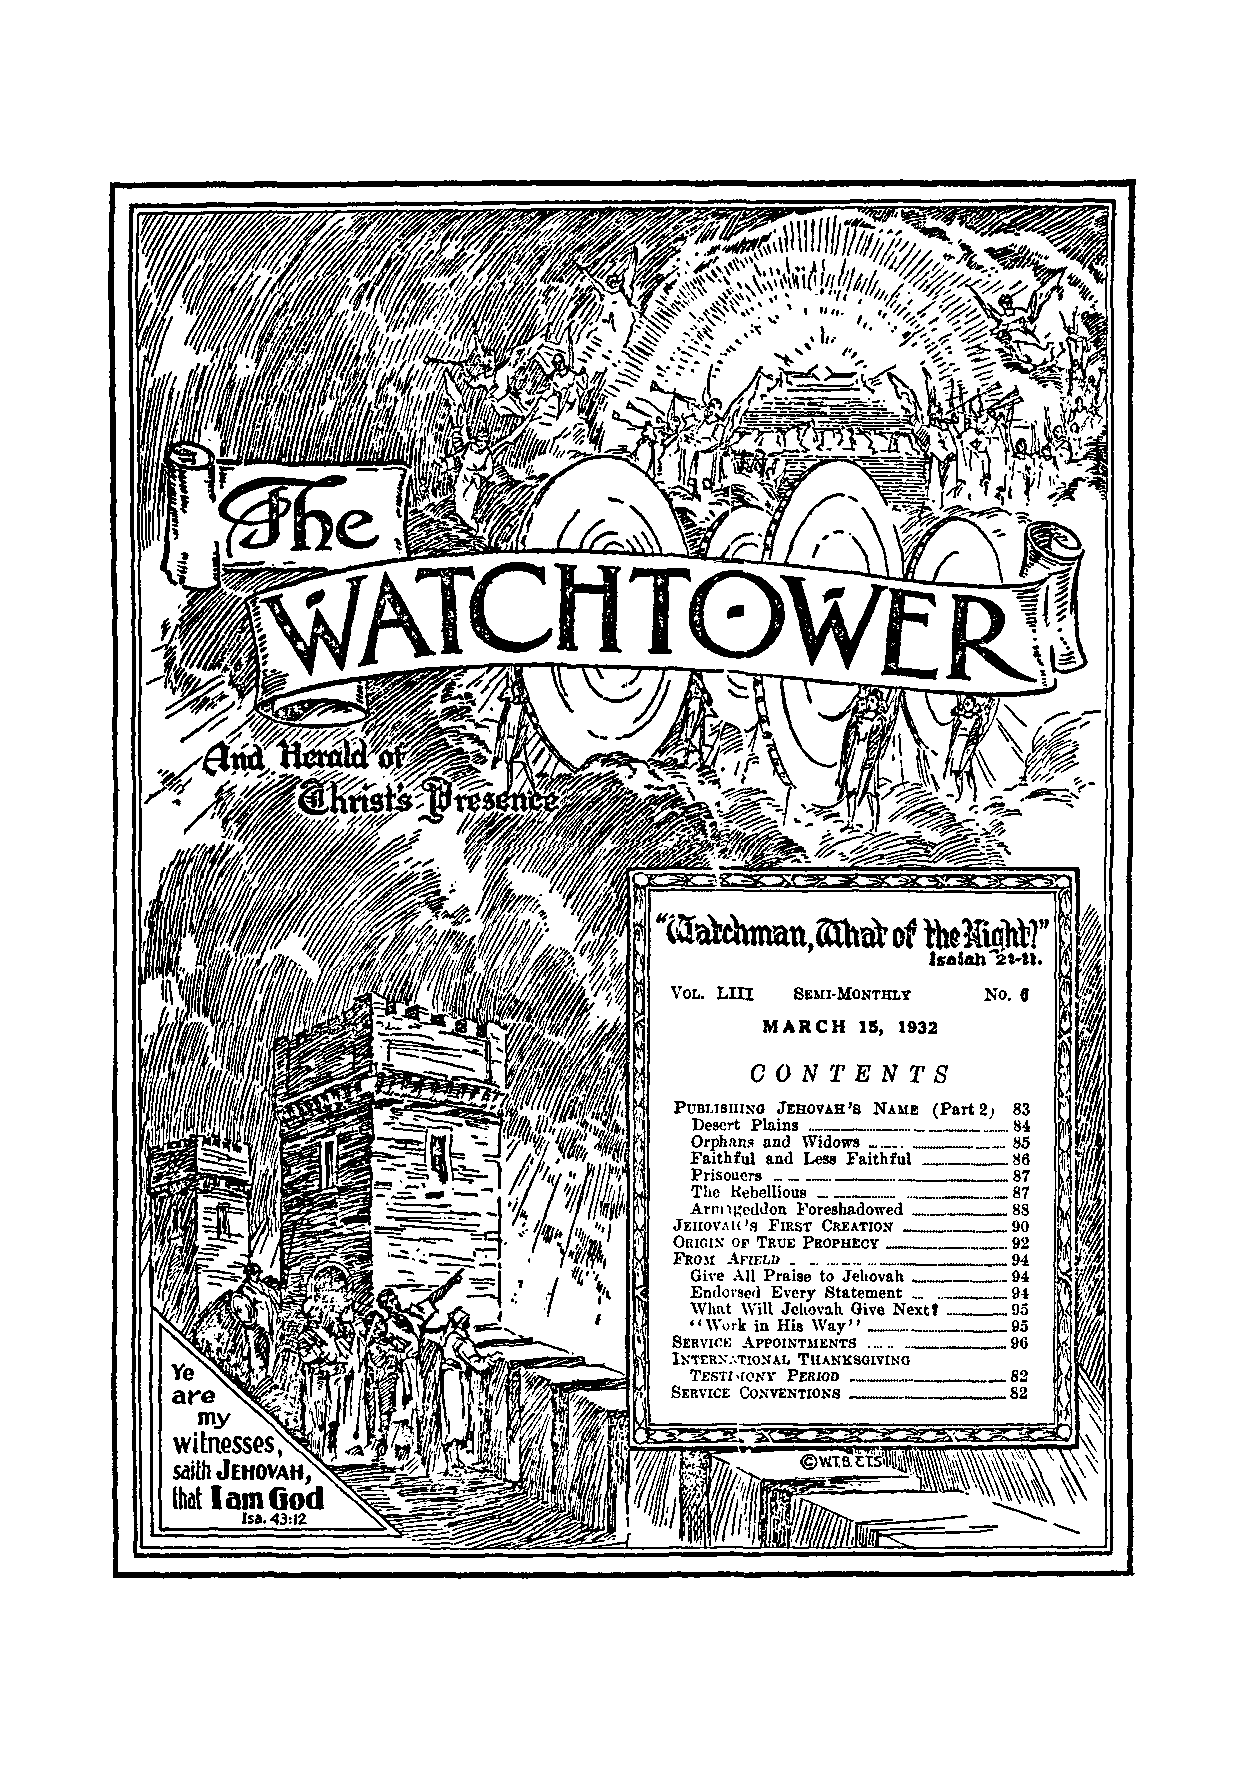 The
WATCHTOWER
And Herald of
Christ's Presence
"Watchman, What of the Night?"
Isaiah 21-11.
VOL. LIII SEMI-MONTHLY NO. 6
MARCH 15, 1932
CONTENTS
PUBLISHING JEHOVAH'S NAME (Part 2) 83
Desert Plains 84
Orphans and Widows 85
Faithful and Less Faithful 86
Prisoners 87
The Rebellious 87
Armageddon Foreshadowed 88
JEHOVAH'S FIRST CREATION 90
ORIGIN OF TRUE PROPHECY 92
FROM AFIELD 94
Give All Praise to Jehovah 94
Endorsed Every Statement 94
What Will Jehovah Give Next? 95
"Work in His Way" 95
SERVICE APPOINTMENTS 96
INTERNATIONAL THANKSGIVING
TESTIMONY PERIOD 82
SERVICE CONVENTIONS 82
Ye
are
my
witnesses,
saith JEHOVAH,
that I am God
Isa. 43:12
©W.T.B.&T.S.